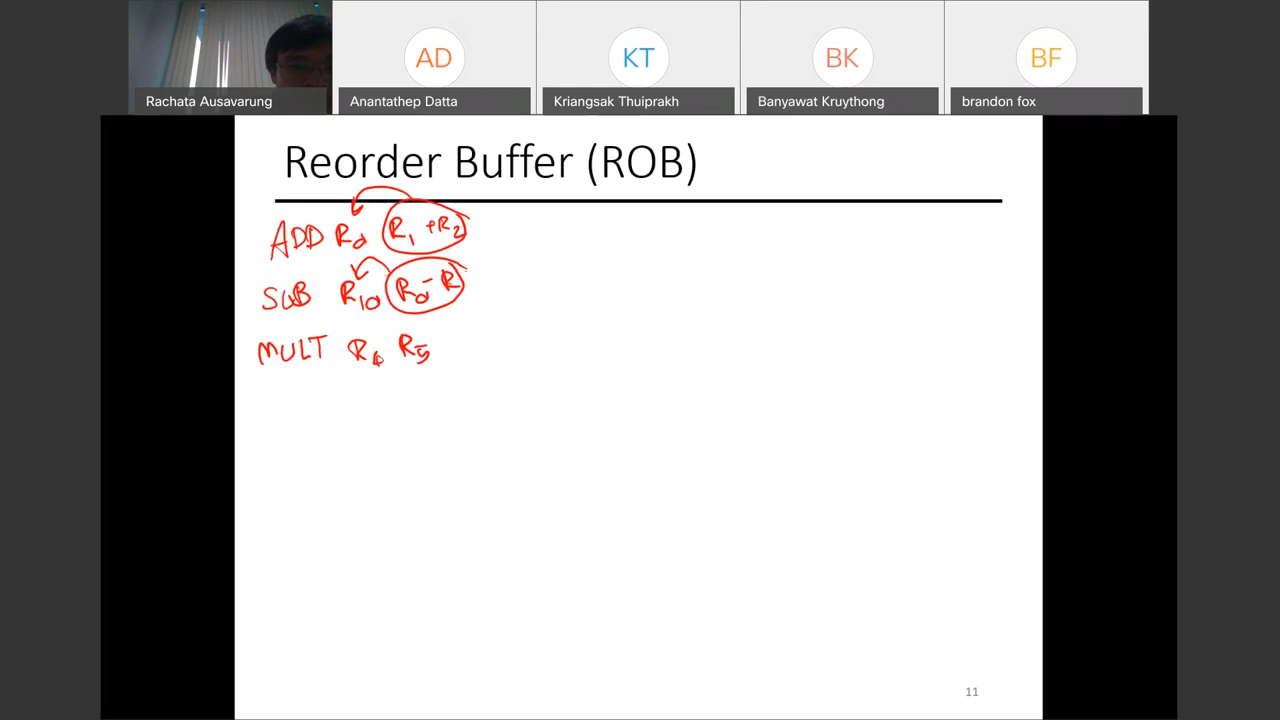 AD KT BK BF
Rachata Ausavarung Anantathep Datta Kriangsak Thuiprakh Banyawat Kruythong brandon fox
Reorder Buffer (ROB)
ADD R0 R1 + R2
SUB R10 R0 - R
MULT R5
11